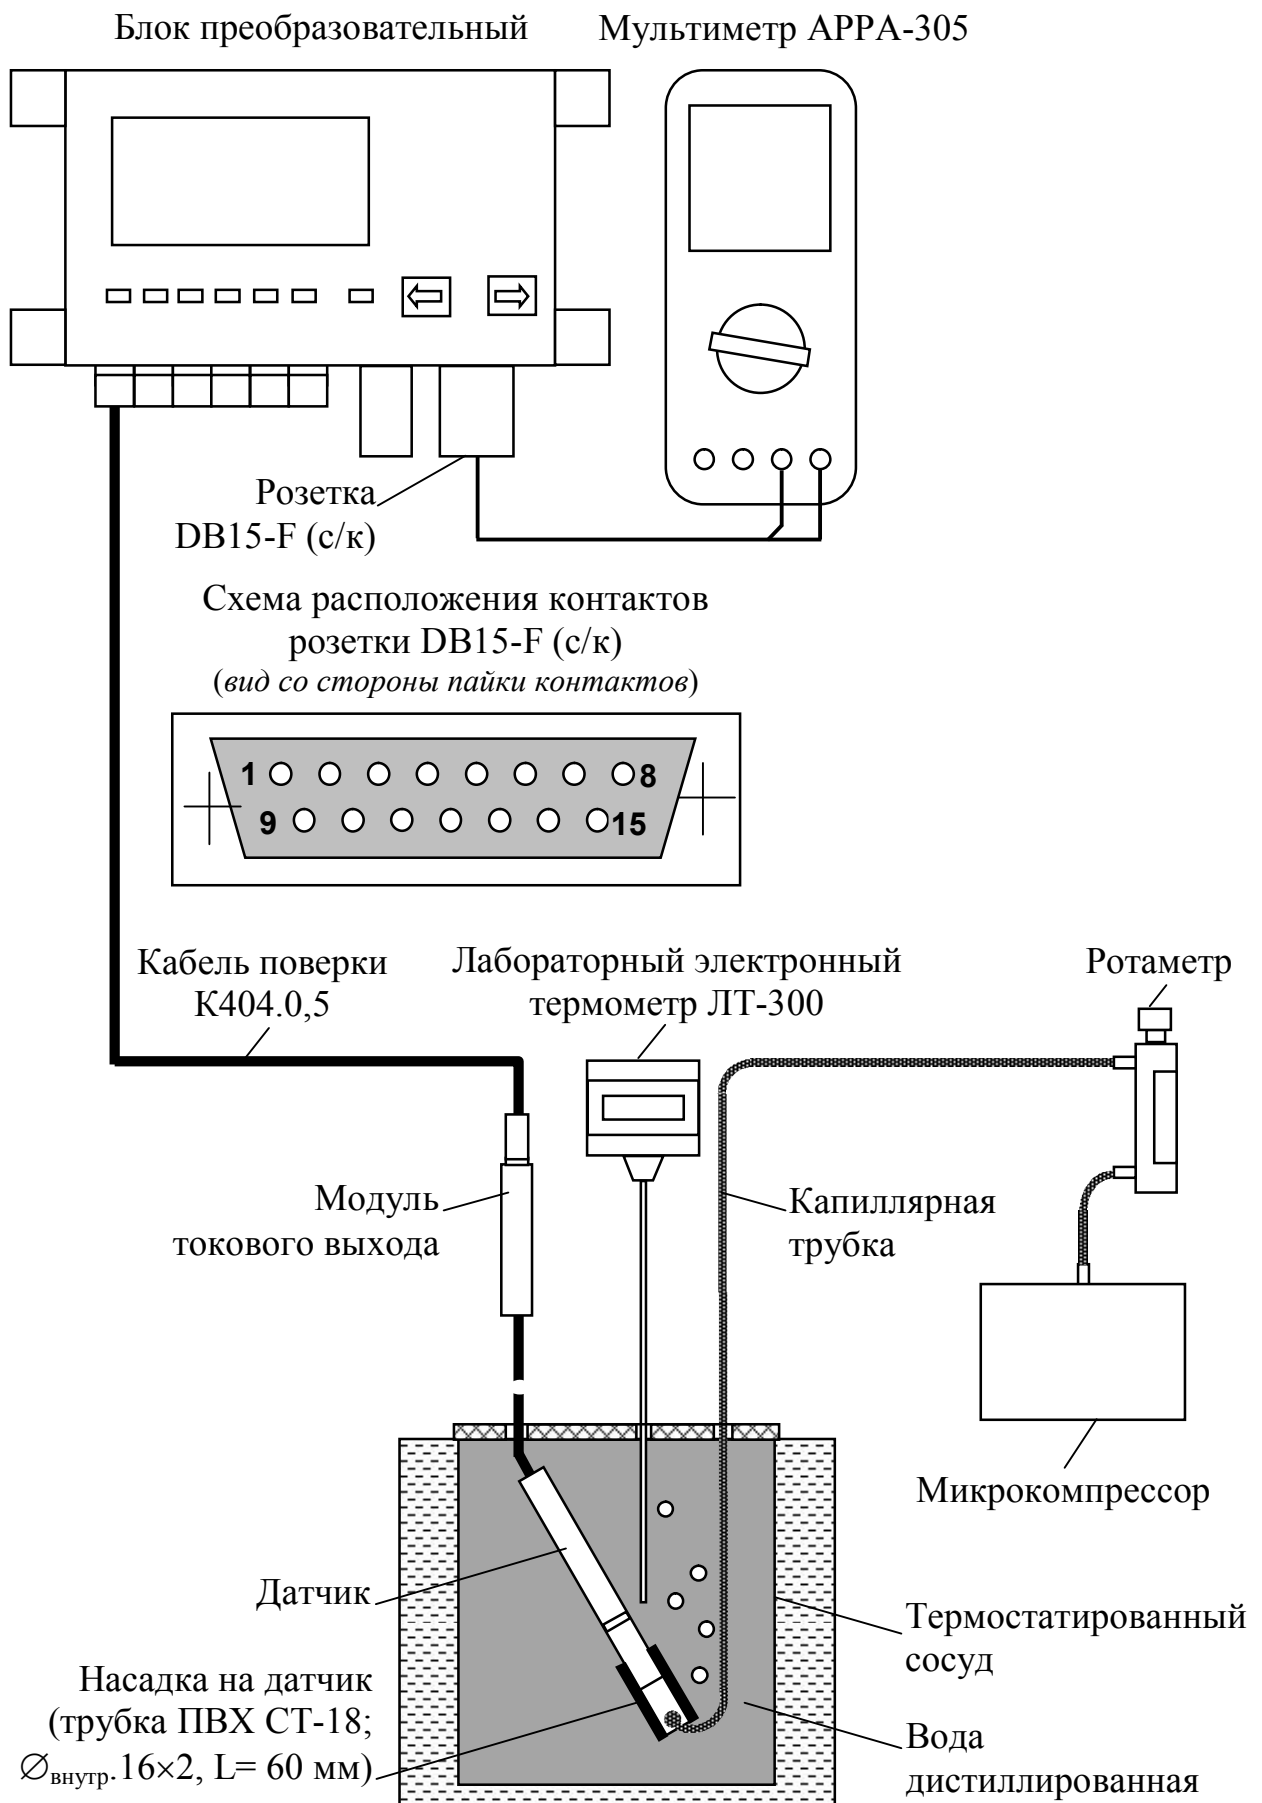 Блок преобразовательный
Мультиметр APPA-305
Розетка
DB15-F (с/к)
Схема расположения контактов
розетки DB15-F (с/к)
(вид со стороны пайки контактов)
1 8
9 15
Кабель поверки
К404.0,5
Лабораторный электронный
термометр ЛТ-300
Ротаметр
Модуль
токового выхода
Капиллярная
трубка
Микрокомпрессор
Датчик
Термостатированный
сосуд
Насадка на датчик
(трубка ПВХ СТ-18;
∅внутр.16×2, L= 60 мм)
Вода
дистиллированная